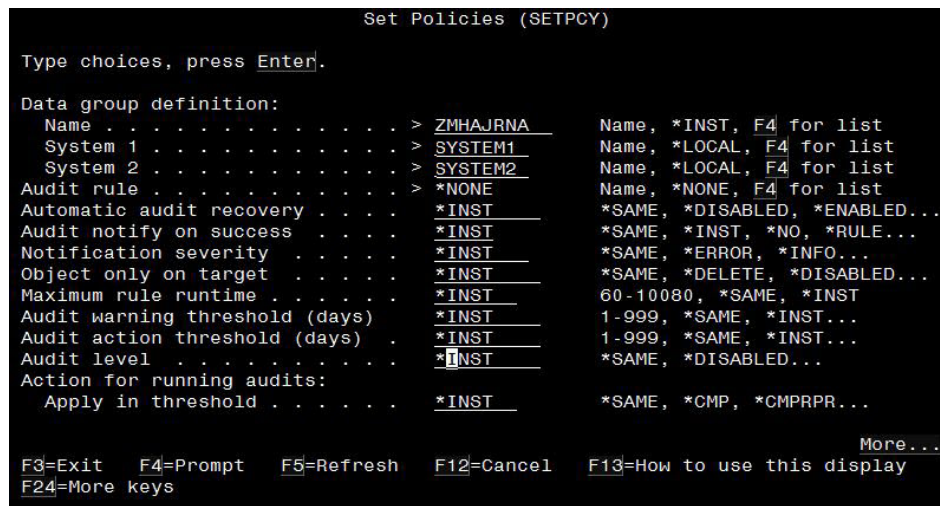 Set Policies (SETPCY)
Type choices, press Enter.
Data group definition:
Name . . . . . . . . . . . . . > ZMHAJRNA Name, *INST, F4 for list
System 1 . . . . . . . . . . . > SYSTEM1 Name, *LOCAL, F4 for list
System 2 . . . . . . . . . . . > SYSTEM2 Name, *LOCAL, F4 for list
Audit rule . . . . . . . . . . . > *NONE Name, *NONE, F4 for list
Automatic audit recovery . . . . *INST *SAME, *DISABLED, *ENABLED...
Audit notify on success . . . . *INST *SAME, *INST, *NO, *RULE...
Notification severity . . . . . *INST *SAME, *ERROR, *INFO...
Object only on target . . . . . *INST *SAME, *DELETE, *DISABLED...
Maximum rule runtime . . . . . . *INST 60-10080, *SAME, *INST
Audit warning threshold (days) *INST 1-999, *SAME, *INST...
Audit action threshold (days) . *INST 1-999, *SAME, *INST...
Audit level . . . . . . . . . . *INST *SAME, *DISABLED...
Action for running audits:
Apply in threshold . . . . . . *INST *SAME, *CMP, *CMPRPR...
More...
F3=Exit F4=Prompt F5=Refresh F12=Cancel F13=How to use this display
F24=More keys